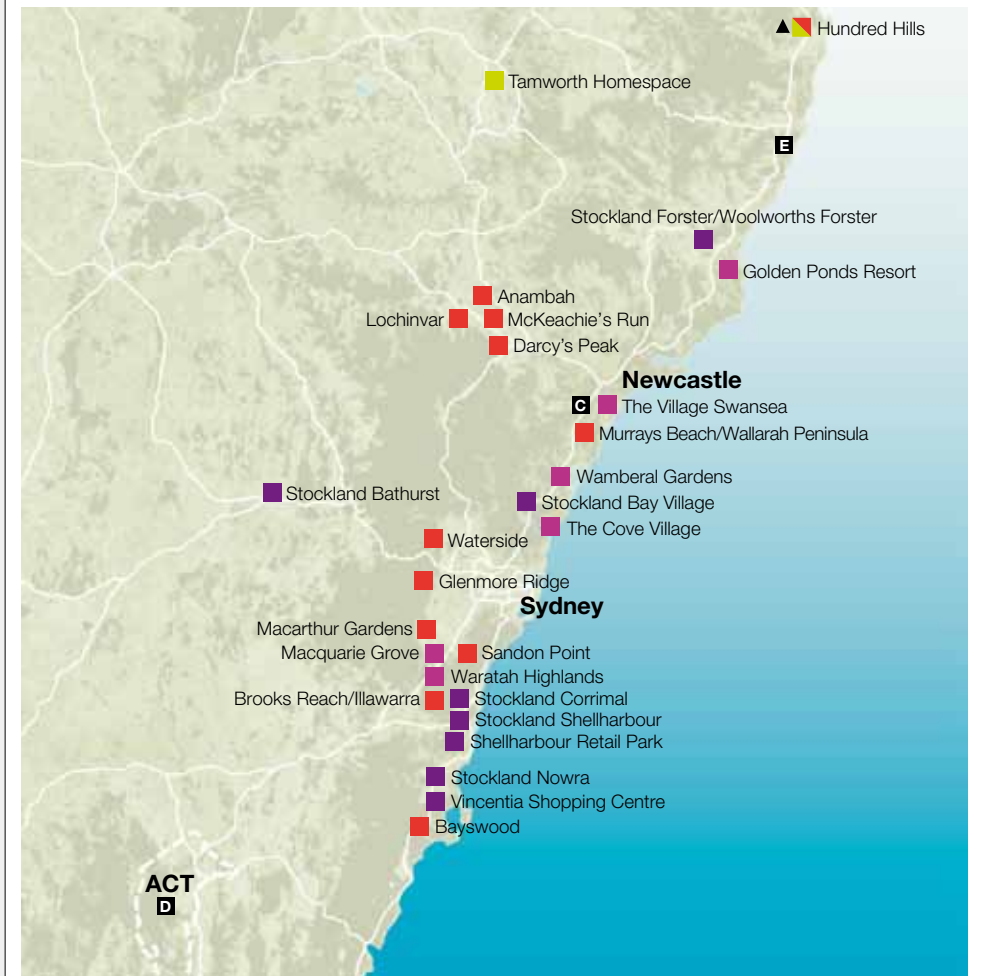 Hundred Hills
Tamworth Homespace
E
Stockland Forster/Woolworths Forster
Golden Ponds Resort
Anambah
Lochinvar
McKeachie's Run
Darcy's Peak
Newcastle
C
The Village Swansea
Murrays Beach/Wallarah Peninsula
Wamberal Gardens
Stockland Bathurst
Stockland Bay Village
The Cove Village
Waterside
Glenmore Ridge
Sydney
Macarthur Gardens
Macquarie Grove
Sandon Point
Waratah Highlands
Brooks Reach/Illawarra
Stockland Corrimal
Stockland Shellharbour
Shellharbour Retail Park
Stockland Nowra
Vincentia Shopping Centre
Bayswood
ACT
D